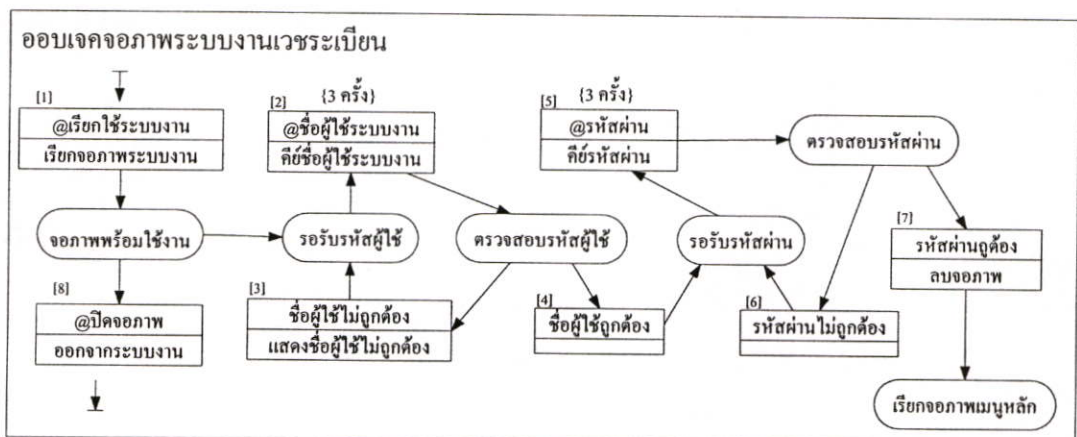 ออบเจคจอภาพระบบงานเวชระเบียน
[1]
@เรียกใช้ระบบงาน
เรียกจอภาพระบบงาน
[2] {3 ครั้ง}
@ชื่อผู้ใช้ระบบงาน
คีย์ชื่อผู้ใช้ระบบงาน
[5] {3 ครั้ง}
@รหัสผ่าน
คีย์รหัสผ่าน
ตรวจสอบรหัสผ่าน
จอภาพพร้อมใช้งาน
รอรับรหัสผู้ใช้
ตรวจสอบรหัสผู้ใช้
รอรับรหัสผ่าน
[7]
รหัสผ่านถูต้อง
ลบจอภาพ
[8]
@ปิดจอภาพ
ออกจากระบบงาน
[3]
ชื่อผู้ใช้ไม่ถูกต้อง
แสดงชื่อผู้ใช้ไม่ถูกต้อง
[4]
ชื่อผู้ใช้ถูกต้อง
[6]
รหัสผ่านไม่ถูกต้อง
เรียกจอภาพเมนูหลัก